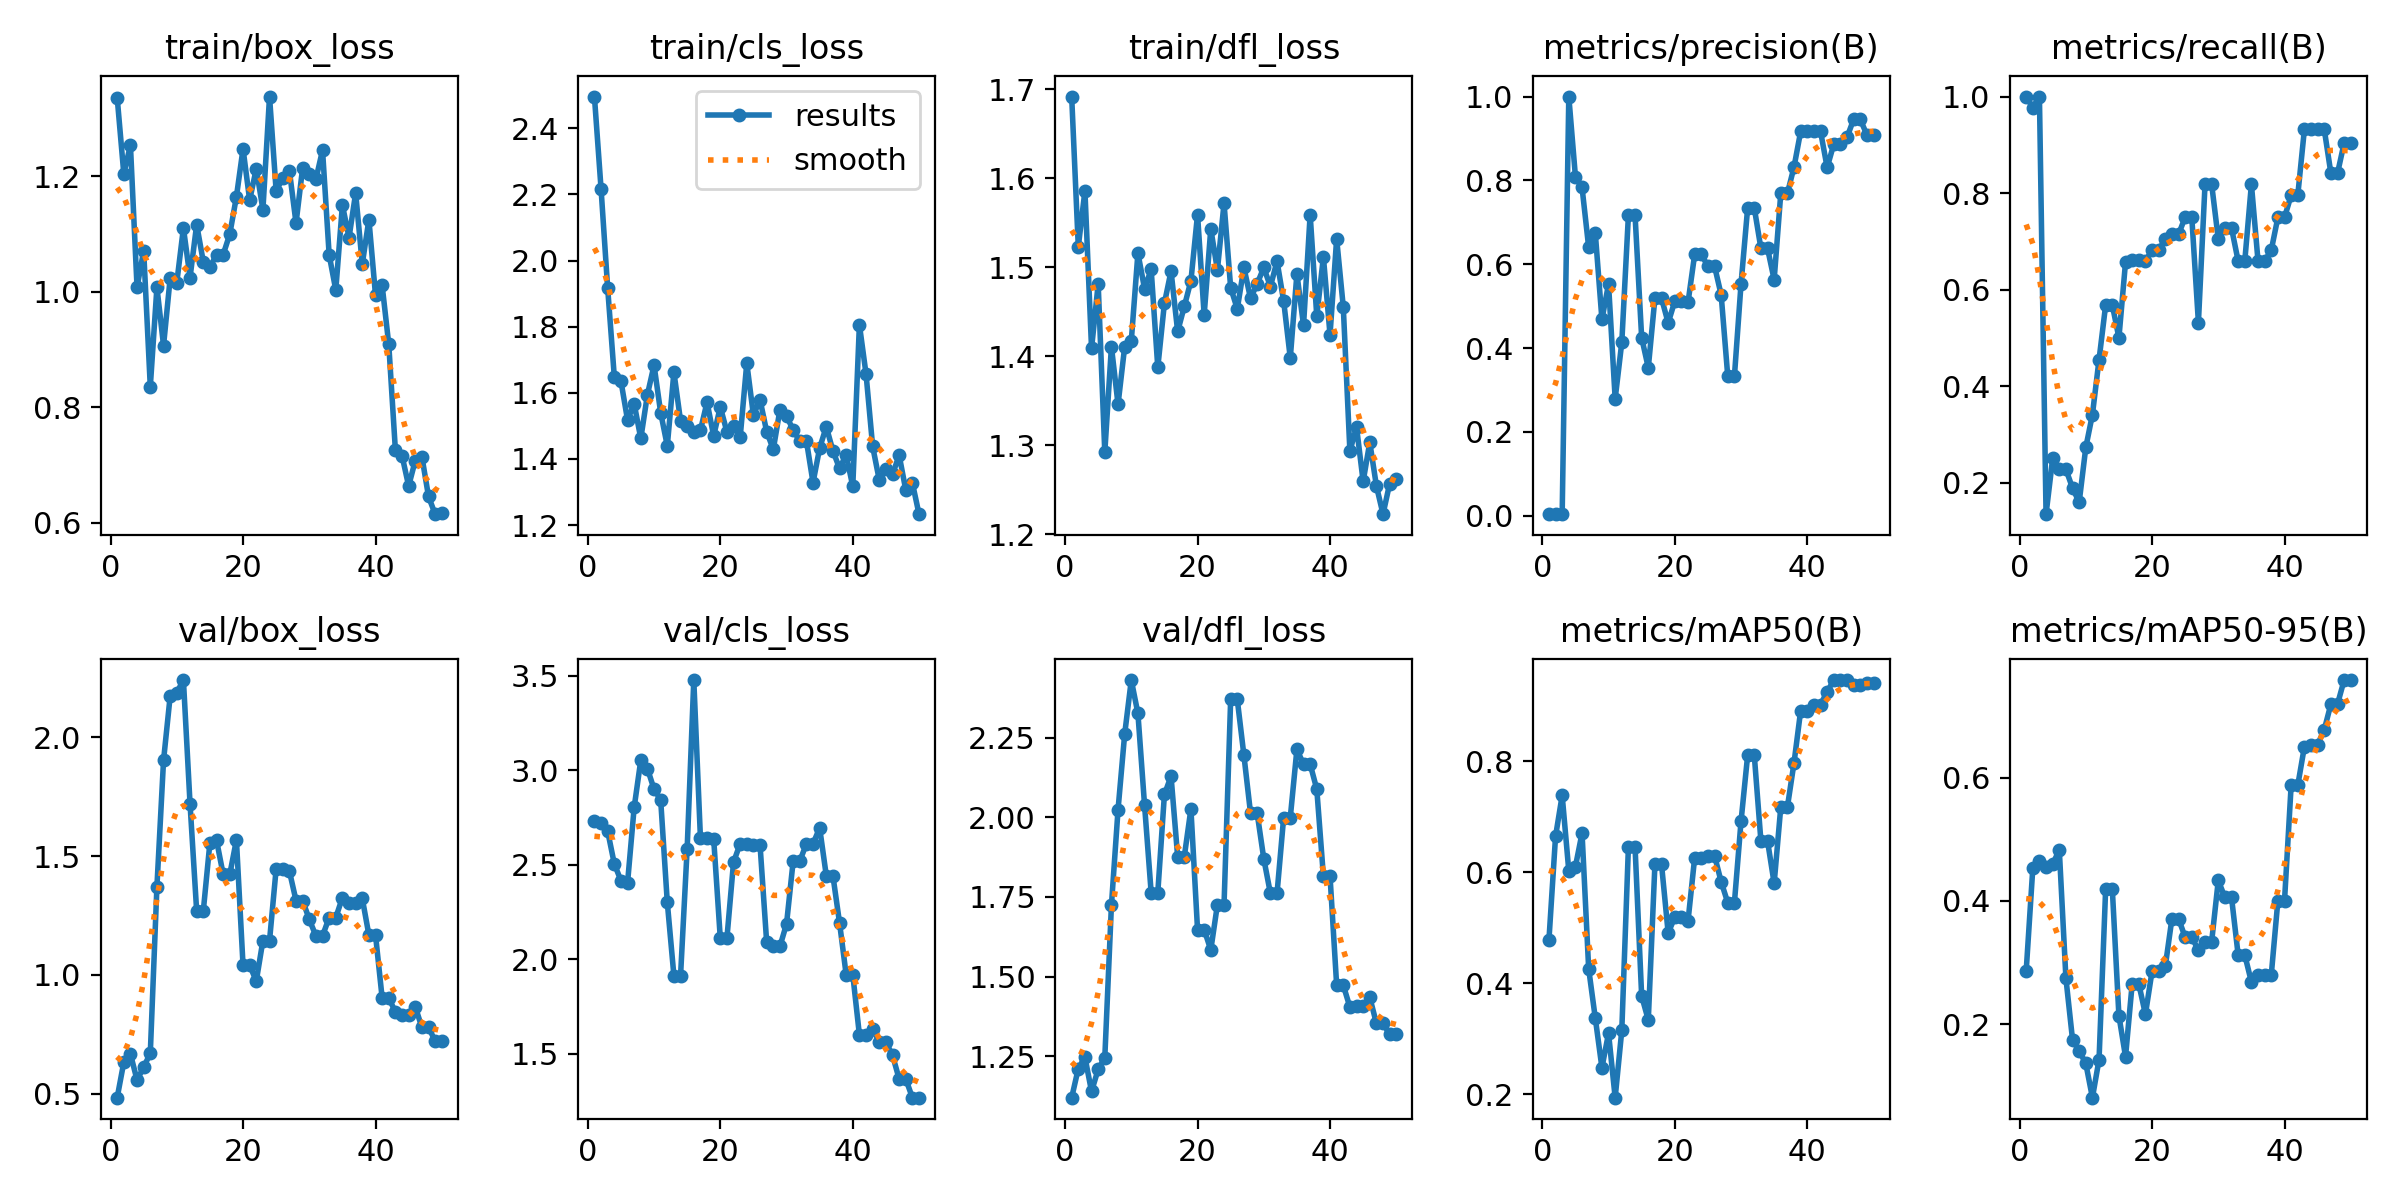 train/box_loss
train/cls_loss
train/dfl_loss
metrics/precision(B)
metrics/recall(B)
results
smooth
1.2
1.0
0.8
0.6
0 20 40
2.4
2.2
2.0
1.8
1.6
1.4
1.2
0 20 40
1.7
1.6
1.5
1.4
1.3
1.2
0 20 40
1.0
0.8
0.6
0.4
0.2
0.0
0 20 40
1.0
0.8
0.6
0.4
0.2
0 20 40
val/box_loss
val/cls_loss
val/dfl_loss
metrics/mAP50(B)
metrics/mAP50-95(B)
2.0
1.5
1.0
0.5
0 20 40
3.5
3.0
2.5
2.0
1.5
0 20 40
2.25
2.00
1.75
1.50
1.25
0 20 40
0.8
0.6
0.4
0.2
0 20 40
0.6
0.4
0.2
0 20 40